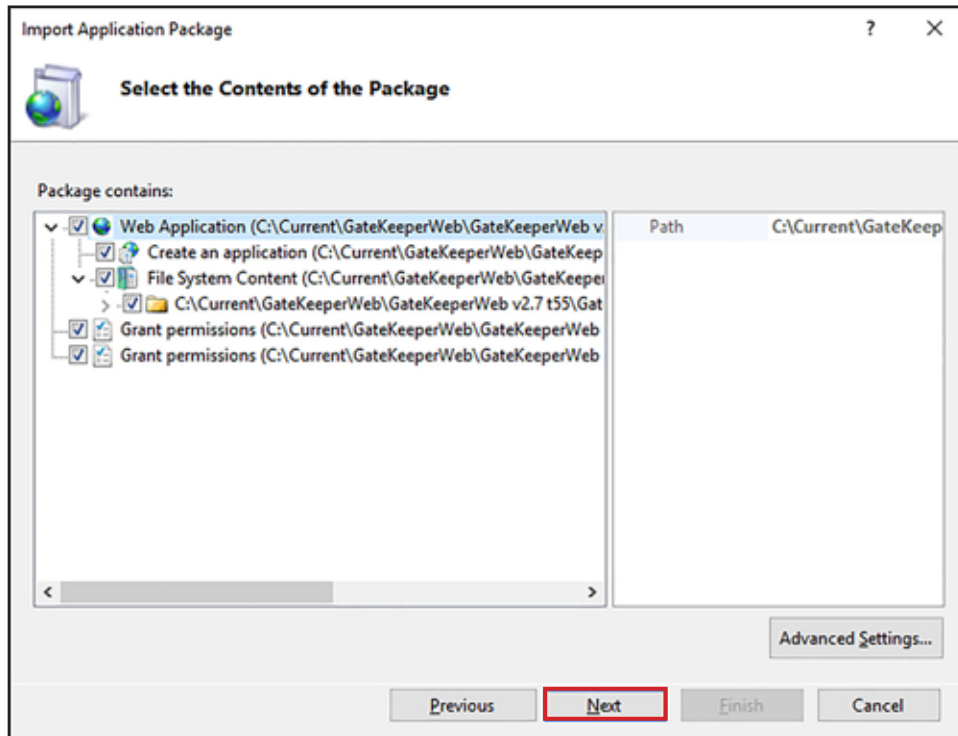 Import Application Package
?
Select the Contents of the Package
Package contains:
Web Application (C:\Current\GateKeeperWeb\GateKeeperWeb v.
Path C:\Current\GateKeep
Create an application (C:\Current\GateKeeperWeb\GateKeep
File System Content (C:\Current\GateKeeperWeb\GateKeepe
C:\Current\GateKeeperWeb\GateKeeperWeb v2.7 t55\Gat
Grant permissions (C:\Current\GateKeeperWeb\GateKeeperWeb
Grant permissions (C:\Current\GateKeeperWeb\GateKeeperWeb
Advanced Settings...
Previous Next Finish Cancel